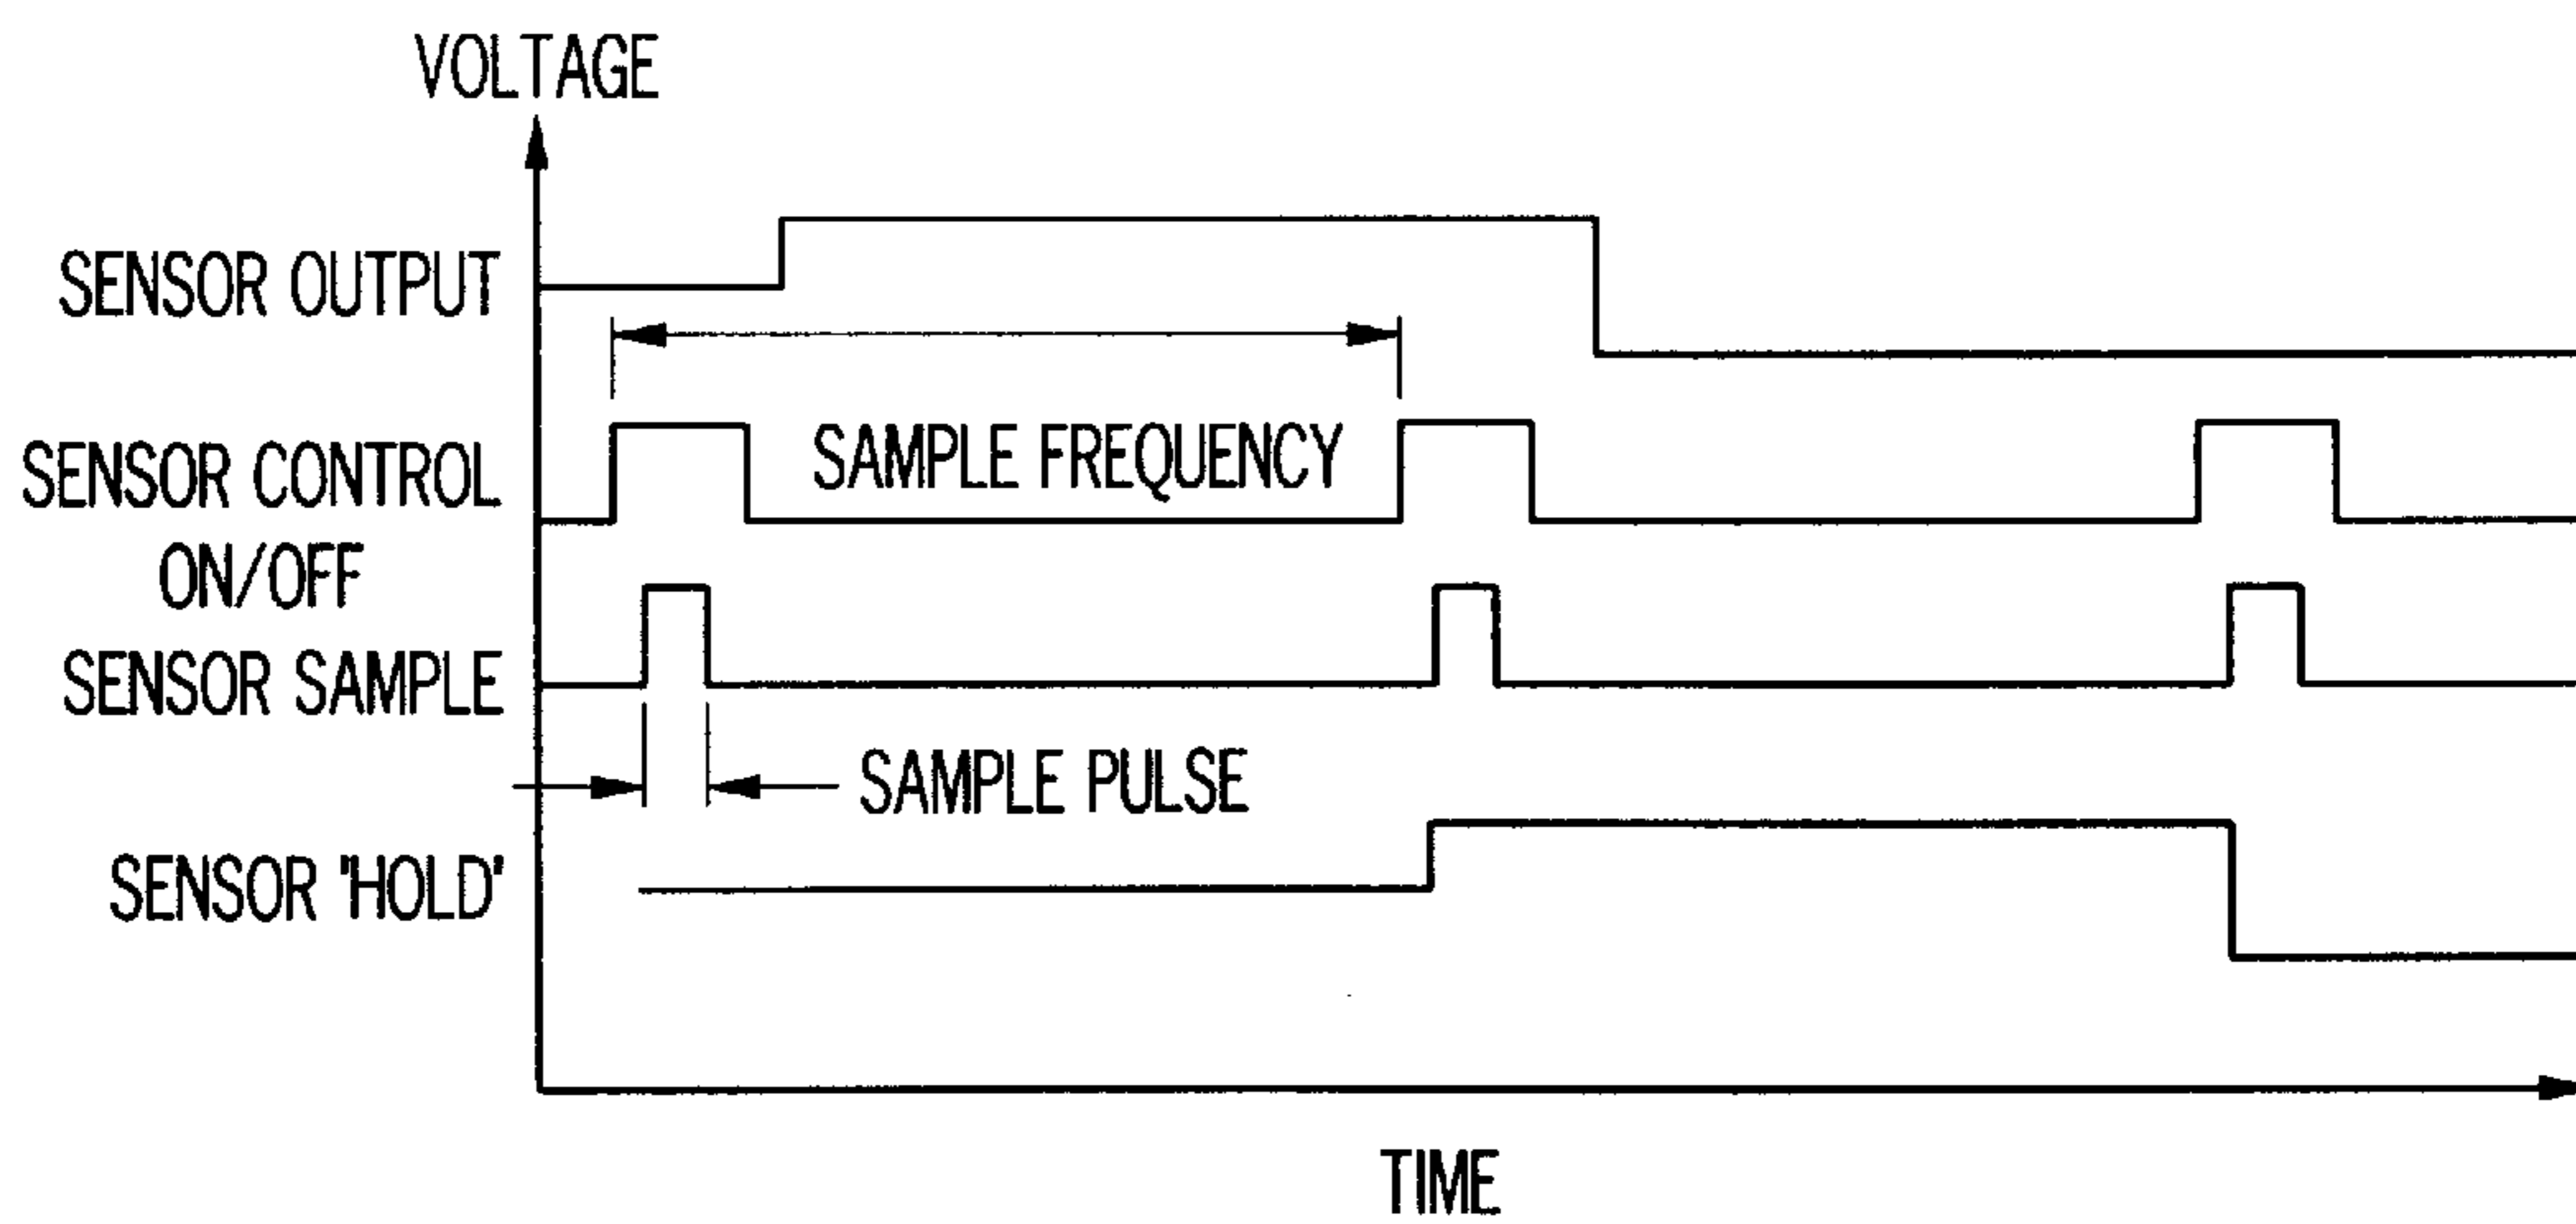 VOLTAGE
SENSOR OUTPUT
SENSOR CONTROL
ON/OFF
SAMPLE FREQUENCY
SENSOR SAMPLE
SAMPLE PULSE
SENSOR "HOLD"
TIME